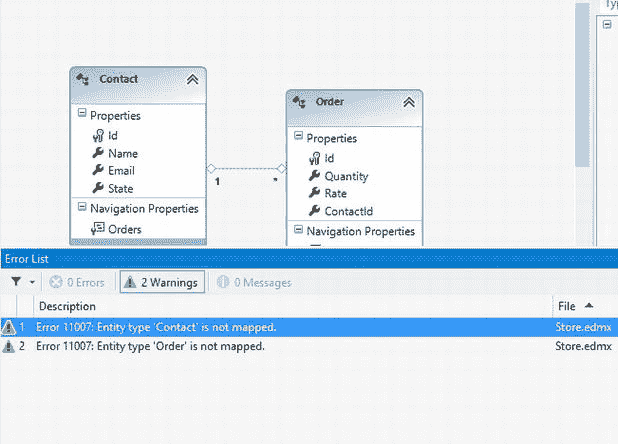 Typ
Contact
Properties
Id
Name
Email
State
Navigation Properties
Orders
1
*
Order
Properties
Id
Quantity
Rate
ContactId
Navigation Properties
Error List
0 Errors
2 Warnings
0 Messages
Description
File
1 Error 11007: Entity type 'Contact' is not mapped. Store.edmx
2 Error 11007: Entity type 'Order' is not mapped. Store.edmx